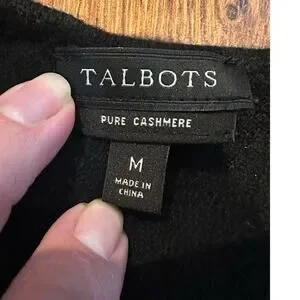 TALBOTS
PURE CASHMERE
M
MADE IN
CHINA